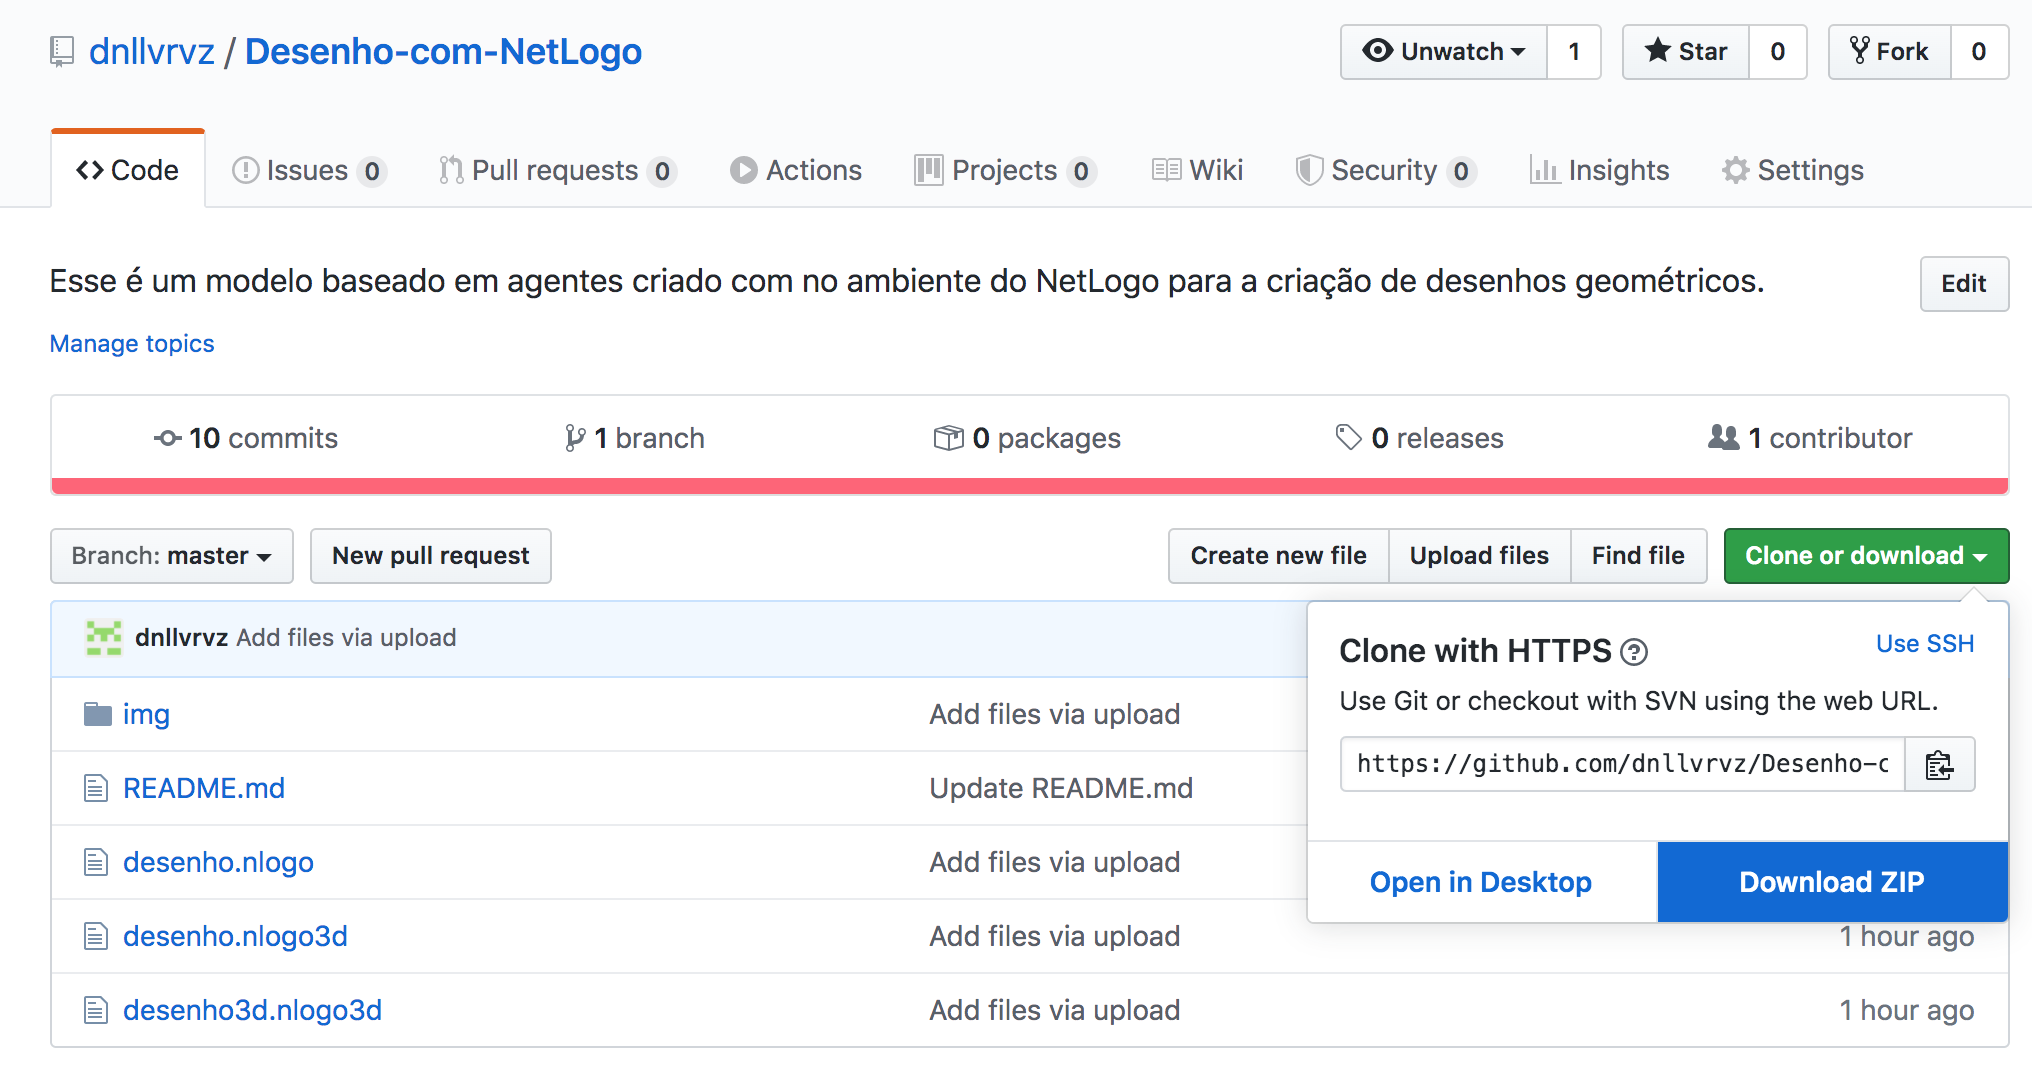 dnllvrvz / Desenho-com-NetLogo
Unwatch 1 Star 0 Fork 0
Code Issues 0 Pull requests 0 Actions Projects 0 Wiki Security 0 Insights Settings
Esse é um modelo baseado em agentes criado com no ambiente do NetLogo para a criação de desenhos geométricos. Edit
Manage topics
10 commits 1 branch 0 packages 0 releases 1 contributor
Branch: master New pull request Create new file Upload files Find file Clone or download
dnllvrvz Add files via upload
Clone with HTTPS ? Use SSH
Use Git or checkout with SVN using the web URL.
https://github.com/dnllvrvz/Desenho-c
Open in Desktop Download ZIP
img Add files via upload
README.md Update README.md
desenho.nlogo Add files via upload
desenho.nlogo3d Add files via upload 1 hour ago
desenho3d.nlogo3d Add files via upload 1 hour ago